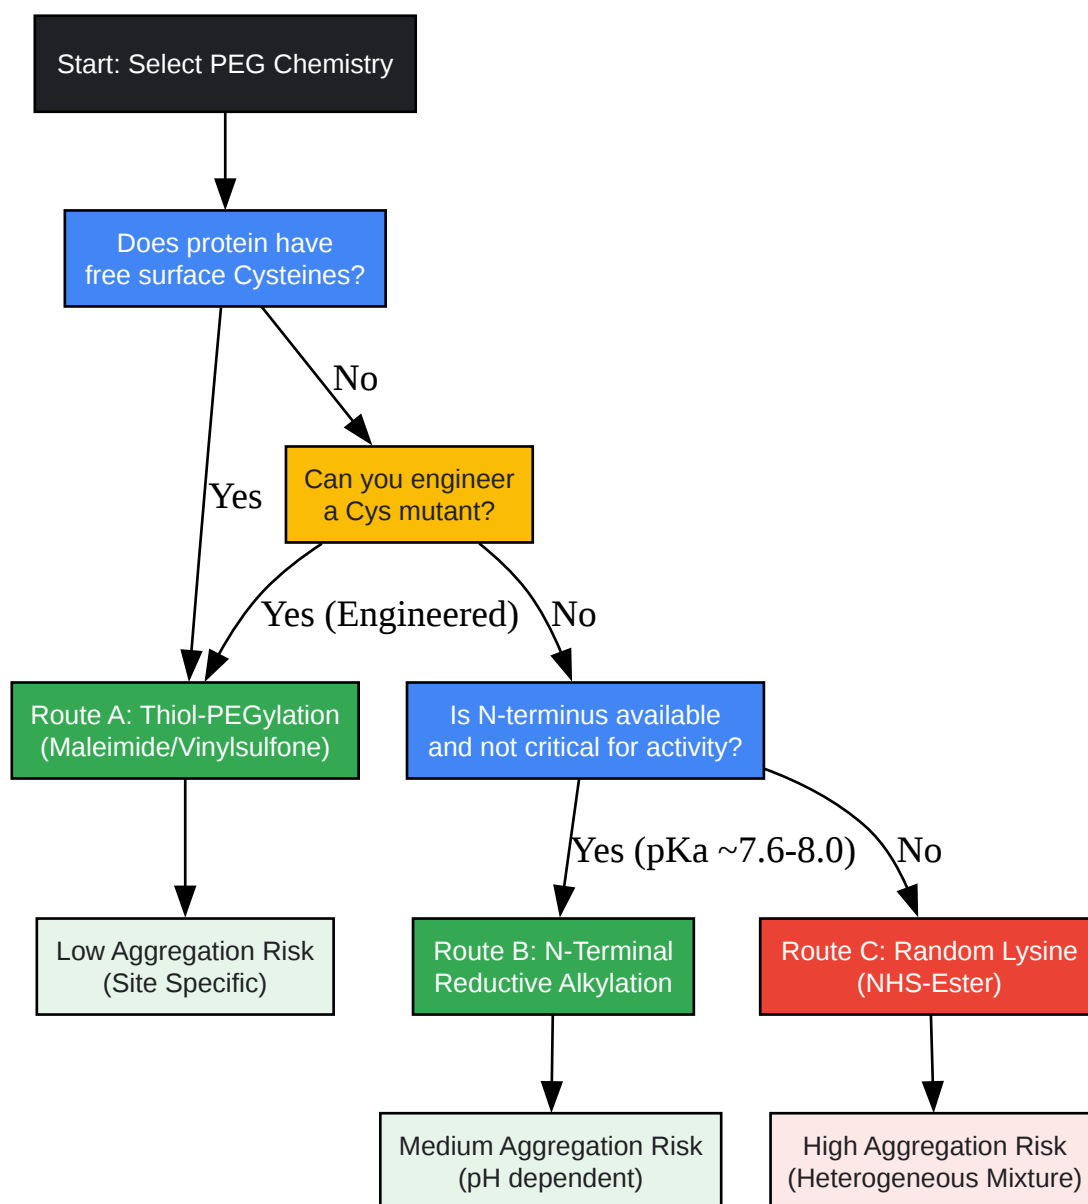 Start: Select PEG Chemistry
Does protein have
free surface Cysteines?
No
Can you engineer
a Cys mutant?
Yes
Yes (Engineered)
No
Route A: Thiol-PEGylation
(Maleimide/Vinylsulfone)
Is N-terminus available
and not critical for activity?
Yes (pKa ~7.6-8.0)
No
Low Aggregation Risk
(Site Specific)
Route B: N-Terminal
Reductive Alkylation
Route C: Random Lysine
(NHS-Ester)
Medium Aggregation Risk
(pH dependent)
High Aggregation Risk
(Heterogeneous Mixture)